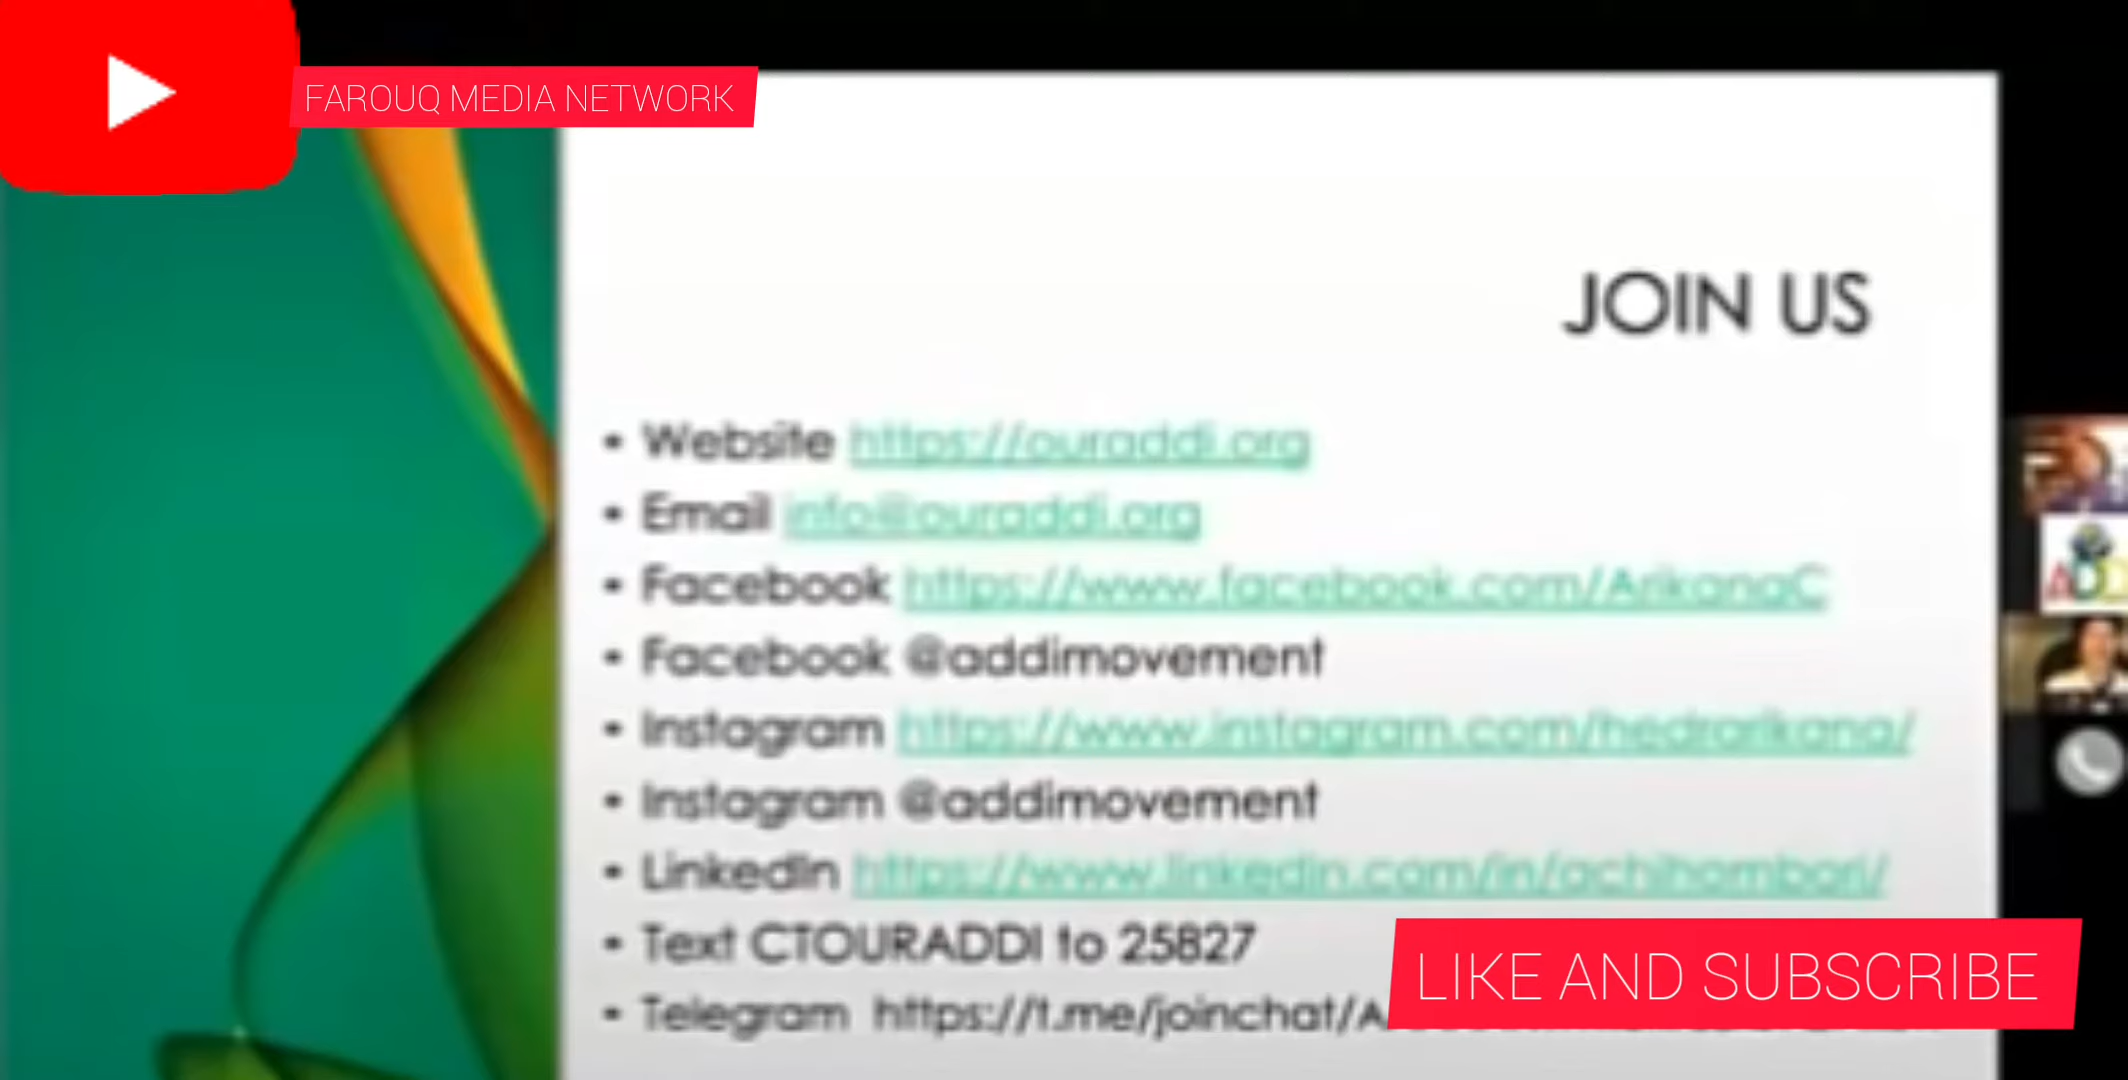 FAROUQ MEDIA NETWORK
JOIN US
• Website https://ouraddi.org
• Email info@ouraddi.org
• Facebook https://www.facebook.com/ArikanaC
• Facebook @addimovement
• Instagram https://www.instagram.com/hedrarikana/
• Instagram @addimovement
• LinkedIn https://www.linkedin.com/in/achihombari/
• Text CTOURADDI to 25827
• Telegram https://t.me/joinchat/A
LIKE AND SUBSCRIBE